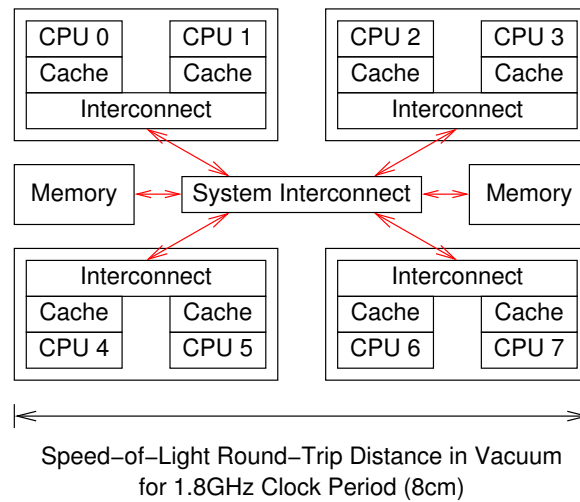 CPU 0 CPU 1 CPU 2 CPU 3
Cache Cache Cache Cache
Interconnect Interconnect
Memory System Interconnect Memory
Interconnect Interconnect
Cache Cache Cache Cache
CPU 4 CPU 5 CPU 6 CPU 7
Speed−of−Light Round−Trip Distance in Vacuum
for 1.8GHz Clock Period (8cm)